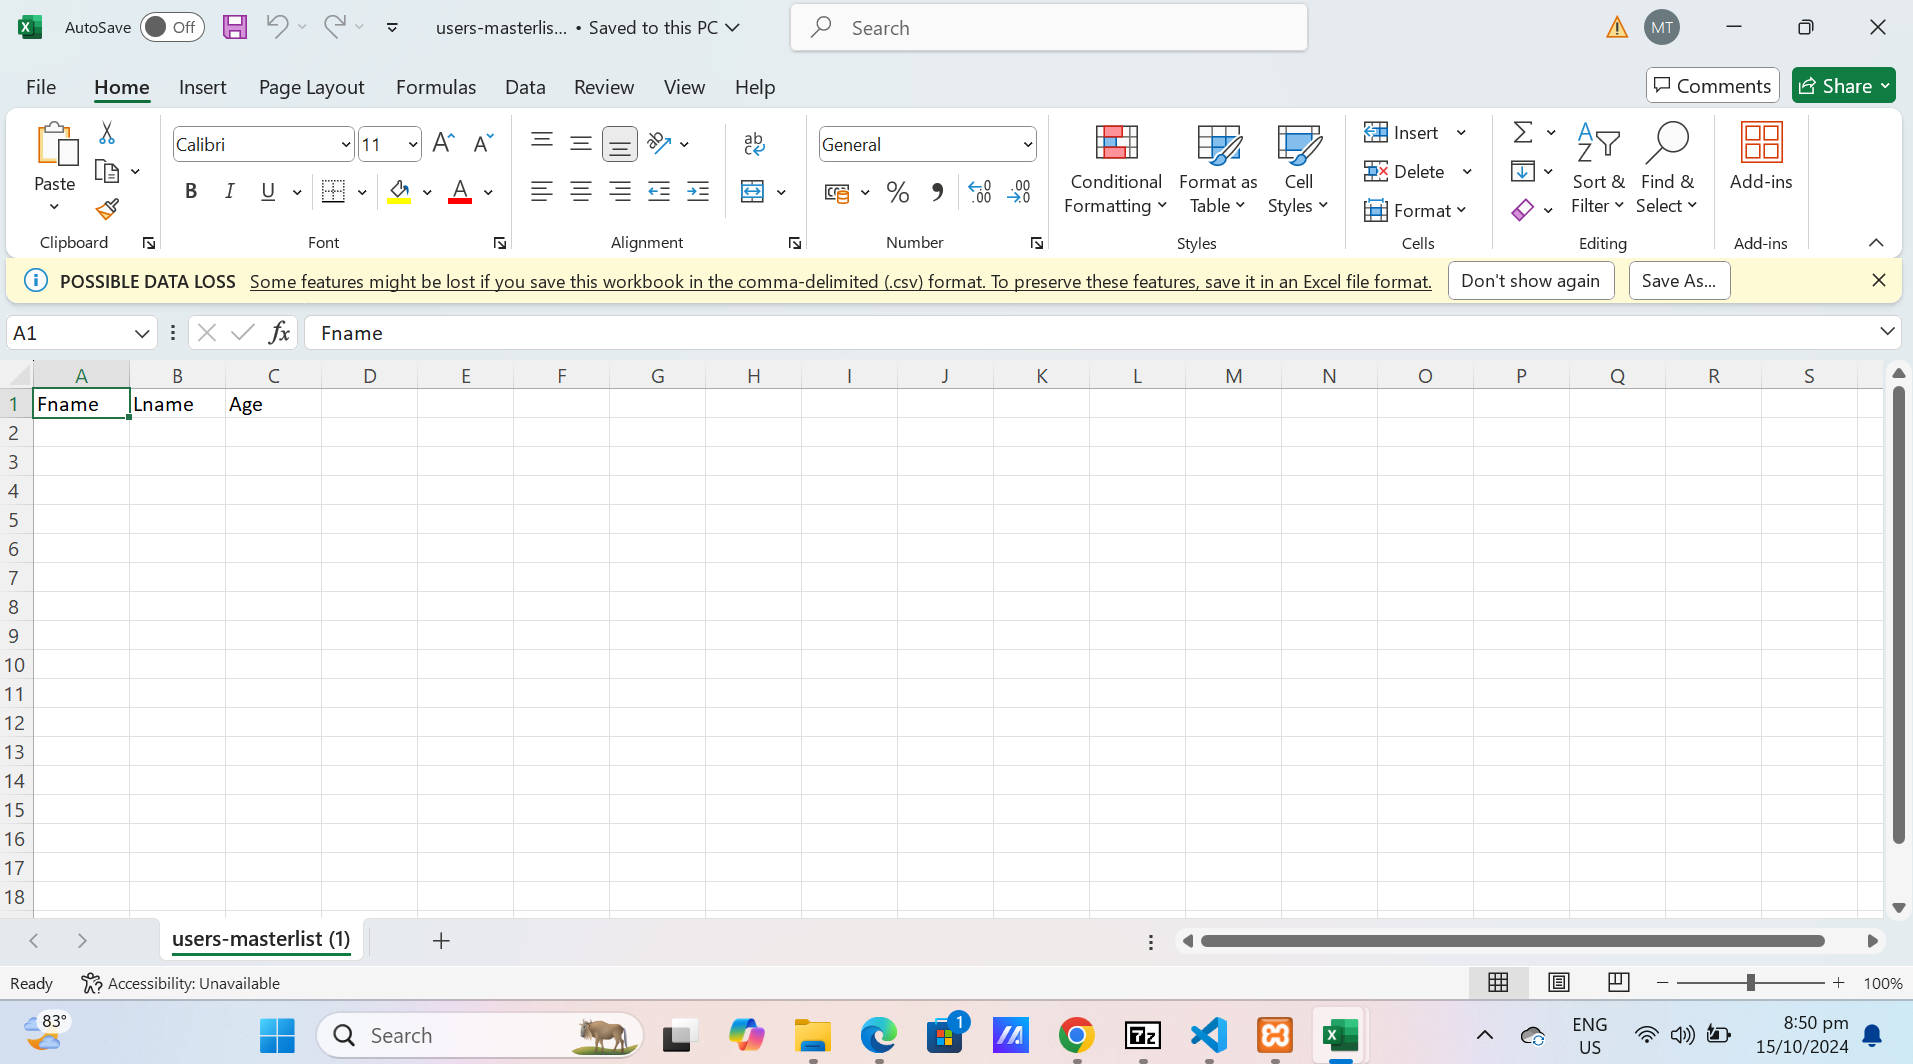 AutoSave Off users-masterlis... • Saved to this PC Search MT
File Home Insert Page Layout Formulas Data Review View Help Comments Share
Paste
Clipboard
Calibri 11
B I U A
Font
ab
c
Alignment
General
% 9 .0 .00
.00 .0
Number
Conditional
Formatting
Format as
Table
Cell
Styles
Styles
Insert
Delete
Format
Cells
Sort &
Filter
Find &
Select
Editing
Add-ins
Add-ins
POSSIBLE DATA LOSS Some features might be lost if you save this workbook in the comma-delimited (.csv) format. To preserve these features, save it in an Excel file format. Don't show again Save As...
A1 fx Fname
A B C D E F G H I J K L M N O P Q R S
1 Fname Lname Age
2
3
4
5
6
7
8
9
10
11
12
13
14
15
16
17
18
users-masterlist (1)
Ready Accessibility: Unavailable 100%
83° Search 1 7z ENG
US
8:50 pm
15/10/2024